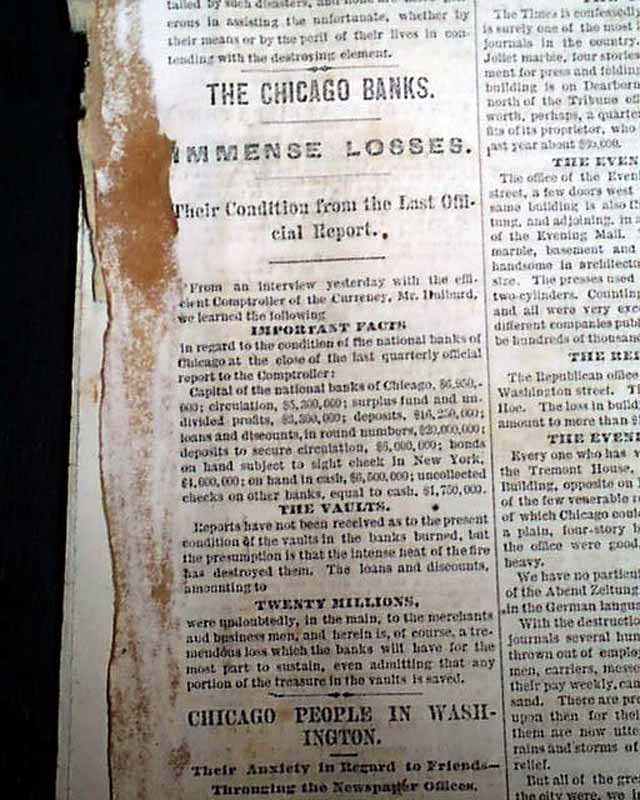 tailed by such disasters, and none are more
erous in assisting the unfortunate, whether by
their means or by the peril of their lives in con-
tending with the destroying element.
THE CHICAGO BANKS.
IMMENSE LOSSES.
Their Condition from the Last Offi-
cial Report.
From an interview yesterday with the effi-
cient Comptroller of the Currency, Mr. Hulburd,
we learned the following
IMPORTANT FACTS
in regard to the condition of the national banks of
Chicago at the close of the last quarterly official
report to the Comptroller:
Capital of the national banks of Chicago, $6,950,-
000; circulation, $5,300,000; surplus fund and un-
divided profits, $3,300,000; deposits, $16,250,000;
loans and discounts, in round numbers, $20,000,000;
deposits to secure circulation, $6,000,000; bonds
on hand subject to sight check in New York,
$4,000,000; on hand in cash, $6,500,000; uncollected
checks on other banks, equal to cash, $1,750,000.
THE VAULTS.
Reports have not been received as to the present
condition of the vaults in the banks burned, but
the presumption is that the intense heat of the fire
has destroyed them. The loans and discounts,
amounting to
TWENTY MILLIONS,
were undoubtedly, in the main, to the merchants
and business men, and herein is, of course, a tre-
mendous loss which the banks will have for the
most part to sustain, even admitting that any
portion of the treasure in the vaults is saved.
CHICAGO PEOPLE IN WASH-
INGTON.
Their Anxiety in Regard to Friends—
Thronging the Newspaper Offices.
The Times is confessedly
is surely one of the most
journals in the country.
Joliet marble, four stories
ment for press and folding
building is on Dearborn
north of the Tribune
worth, perhaps, a quarter
fits of its proprietor, who
last year about
THE EVEN
The office of the Eveni
street, a few doors west
same building is also th
tung, and adjoining, in
of the Evening Mail.
marble, basement and
handsome in architectu
size. The presses used
two-cylinders. Countin
and all were very exce
different companies publ
be hundreds of thousan
THE REI
The Republican office
Washington street.
Hoe. The loss in build
amount to more than
THE EVENI
Every one who has v
the Tremont House,
Building, opposite on
of the few venerable
of which Chicago coul
a plain, four-story b
the office were good,
heavy.
We have no particul
of the Abend Zeitung
in the German langu
With the destructio
journals several hun
thrown out of employ
men, carriers, messe
their pay weekly, can
sand. There are pro
upon then for thei
them are now utte
rains and storms of
relief.
But all of the gre
the city were, we